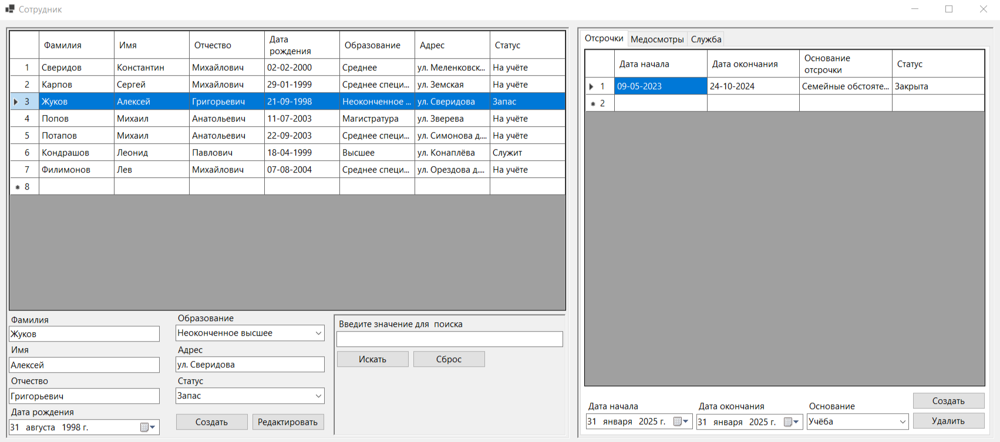 Сотрудник
Фамилия Имя Отчество Дата рождения Образование Адрес Статус
1 Сверидов Константин Михайлович 02-02-2000 Среднее ул. Меленковск... На учёте
2 Карпов Сергей Михайлович 29-01-1999 Среднее специ... ул. Земская На учёте
3 Жуков Алексей Григорьевич 21-09-1998 Неоконченное ... ул. Сверидова Запас
4 Попов Михаил Анатольевич 11-07-2003 Магистратура ул. Зверева На учёте
5 Потапов Михаил Анатольевич 22-09-2003 Среднее специ... ул. Симонова д.... На учёте
6 Кондрашов Леонид Павлович 18-04-1999 Высшее ул. Конаплёва Служит
7 Филимонов Лев Михайлович 07-08-2004 Среднее специ... ул. Орездова д.... На учёте
8
Фамилия
Жуков
Имя
Алексей
Отчество
Григорьевич
Дата рождения
31 августа 1998 г.
Образование
Неоконченное высшее
Адрес
ул. Сверидова
Статус
Запас
Создать Редактировать
Введите значение для поиска
Искать Сброс
Отсрочки Медосмотры Служба
Дата начала Дата окончания Основание отсрочки Статус
1 09-05-2023 24-10-2024 Семейные обстояте... Закрыта
2
Дата начала Дата окончания Основание
31 января 2025 г. 31 января 2025 г. Учёба
Создать
Удалить